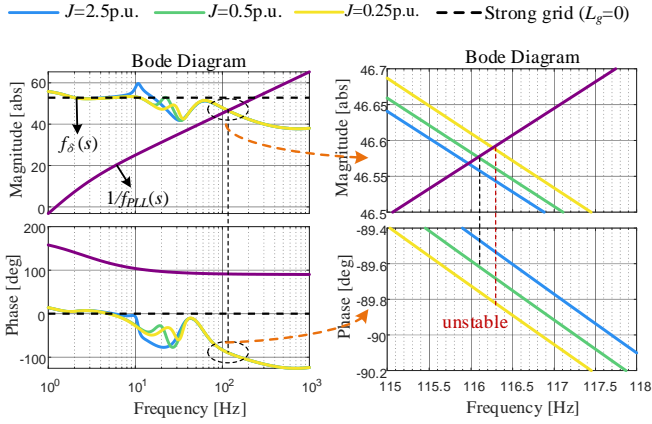 J=2.5p.u. J=0.5p.u. J=0.25p.u. Strong grid (Lg=0)
Bode Diagram
Magnitude [abs]
60
40
20
0
fδ(s)
1/fPLL(s)
Phase [deg]
200
100
0
-100
10^0 10^1 10^2 10^3
Frequency [Hz]
Bode Diagram
Magnitude [abs]
46.7
46.65
46.6
46.55
46.5
Phase [deg]
-89.4
-89.6
-89.8
-90
-90.2
unstable
115 115.5 116 116.5 117 117.5 118
Frequency [Hz]